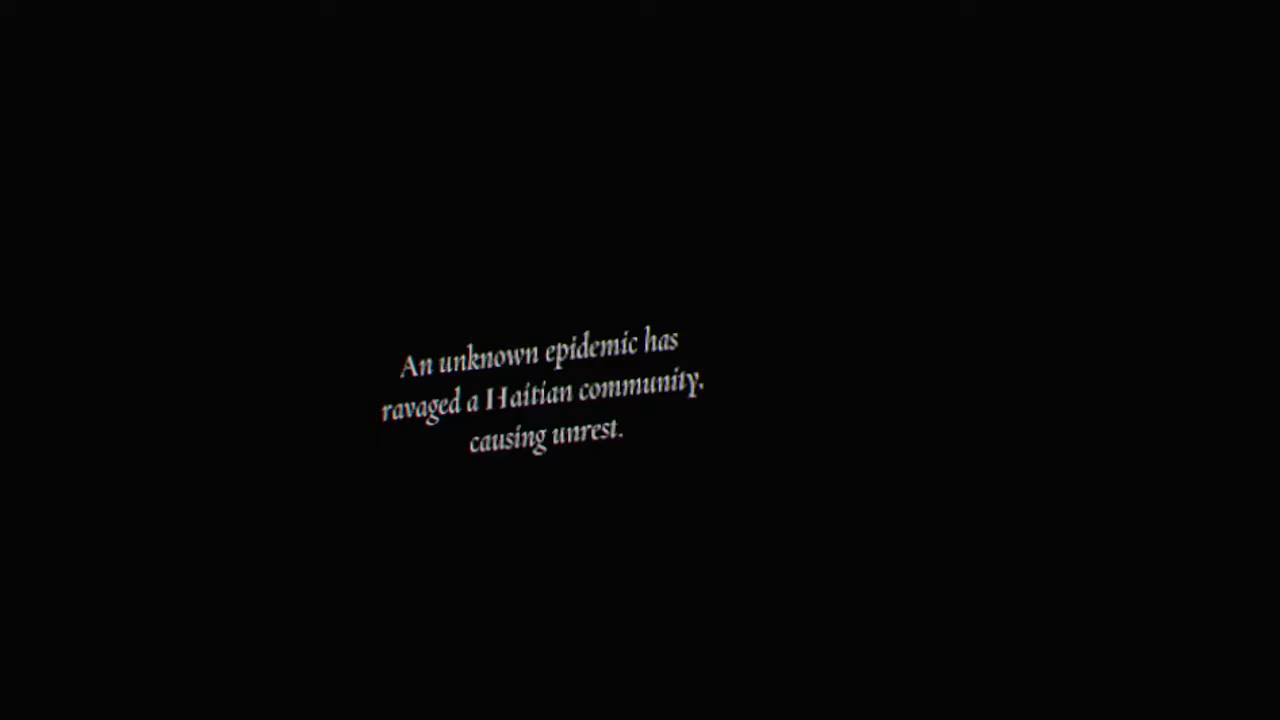 An unknown epidemic has
ravaged a Haitian community,
causing unrest.